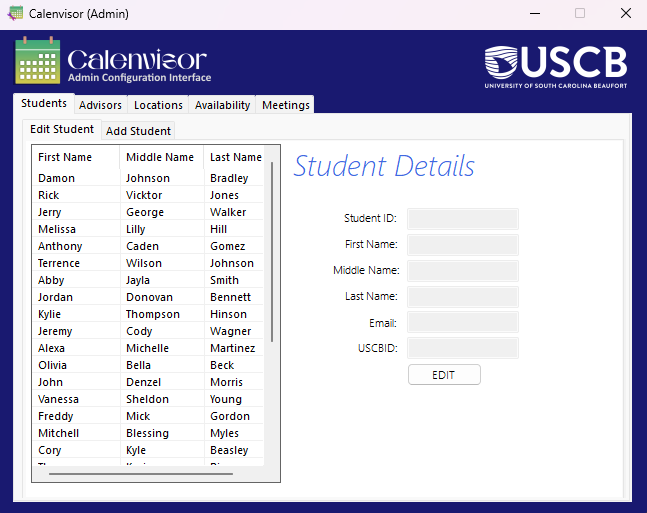 Calenvisor (Admin)
Calenvisor
Admin Configuration Interface
USCB
UNIVERSITY OF SOUTH CAROLINA BEAUFORT
Students Advisors Locations Availability Meetings
Edit Student Add Student
First Name Middle Name Last Name
Damon Johnson Bradley
Rick Vicktor Jones
Jerry George Walker
Melissa Lilly Hill
Anthony Caden Gomez
Terrence Wilson Johnson
Abby Jayla Smith
Jordan Donovan Bennett
Kylie Thompson Hinson
Jeremy Cody Wagner
Alexa Michelle Martinez
Olivia Bella Beck
John Denzel Morris
Vanessa Sheldon Young
Freddy Mick Gordon
Mitchell Blessing Myles
Cory Kyle Beasley
Student Details
Student ID:
First Name:
Middle Name:
Last Name:
Email:
USCBID:
EDIT